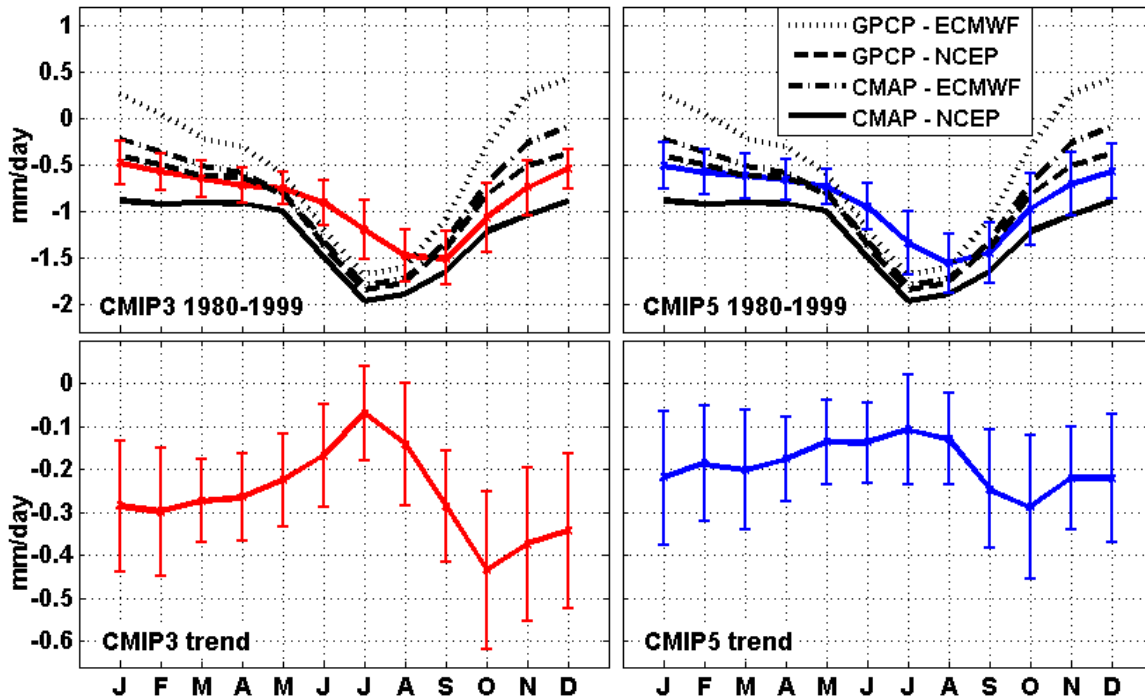 1
0.5
0
-0.5
-1
-1.5
-2
mm/day
CMIP3 1980-1999
GPCP - ECMWF
GPCP - NCEP
CMAP - ECMWF
CMAP - NCEP
CMIP5 1980-1999
0
-0.1
-0.2
-0.3
-0.4
-0.5
-0.6
mm/day
CMIP3 trend
J F M A M J J A S O N D
CMIP5 trend
J F M A M J J A S O N D